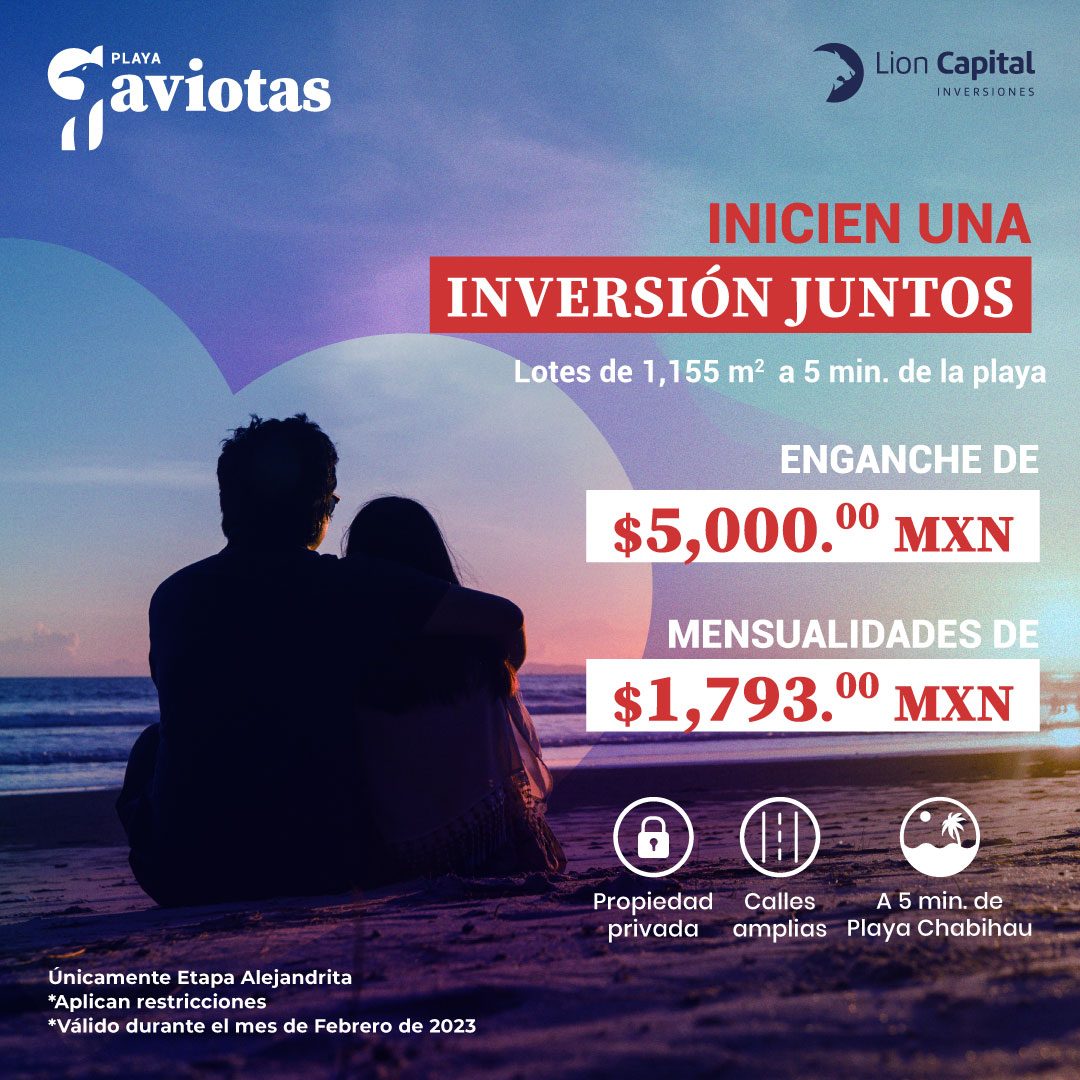 PLAYA
Gaviotas
Lion Capital
INVERSIONES
INICIEN UNA
INVERSIÓN JUNTOS
Lotes de 1,155 m² a 5 min. de la playa
ENGANCHE DE
$5,000.⁰⁰ MXN
MENSUALIDADES DE
$1,793.⁰⁰ MXN
Propiedad
privada
Calles
amplias
A 5 min. de
Playa Chabihau
Únicamente Etapa Alejandrita
*Aplican restricciones
*Válido durante el mes de Febrero de 2023